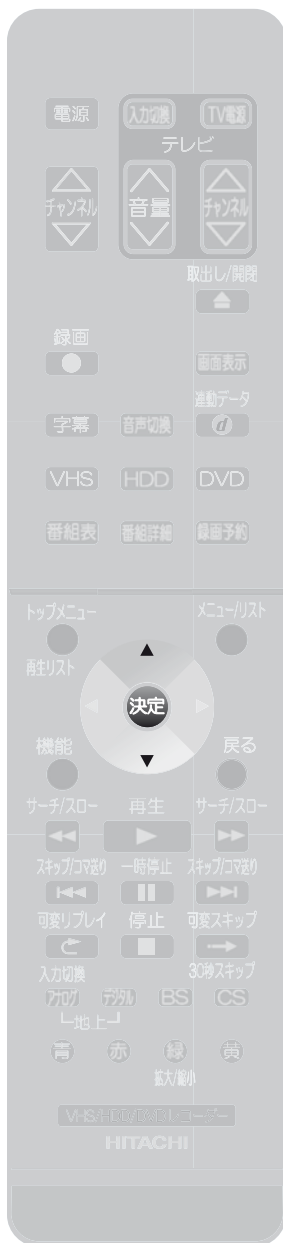 電源 入力切換 TV電源
テレビ
チャンネル 音量 チャンネル
取出し/開閉
録画
画面表示
連動データ
字幕 音声切換 d
VHS HDD DVD
番組表 番組詳細 録画予約
トップメニュー メニュー/リスト
再生リスト
決定
機能 戻る
サーチ/スロー 再生 サーチ/スロー
スキップ/コマ送り 一時停止 スキップ/コマ送り
可変リプレイ 停止 可変スキップ
入力切換 30秒スキップ
アナログ デジタル BS CS
地上
青 赤 緑 黄
拡大/縮小
VHS/HDD/DVDレコーダー
HITACHI